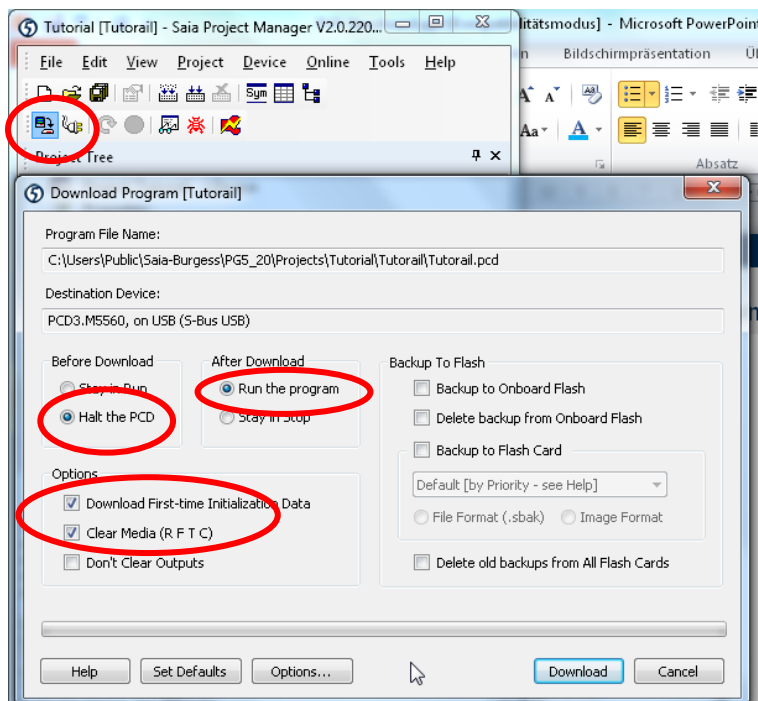 Tutorial [Tutorail] - Saia Project Manager V2.0.220...
litätsmodus] - Microsoft PowerPoint
File Edit View Project Device Online Tools Help
Bildschirmpräsentation
Sym
Aa
A
Project Tree
Absatz
Download Program [Tutorail]
Program File Name:
C:\Users\Public\Saia-Burgess\PG5_20\Projects\Tutorial\Tutorail\Tutorail.pcd
Destination Device:
PCD3.M5560, on USB (S-Bus USB)
Before Download
Stay in Run
Halt the PCD
After Download
Run the program
Stay in Stop
Options
Download First-time Initialization Data
Clear Media (R F T C)
Don't Clear Outputs
Backup To Flash
Backup to Onboard Flash
Delete backup from Onboard Flash
Backup to Flash Card
Default [by Priority - see Help]
File Format (.sbak) Image Format
Delete old backups from All Flash Cards
Help Set Defaults Options... Download Cancel